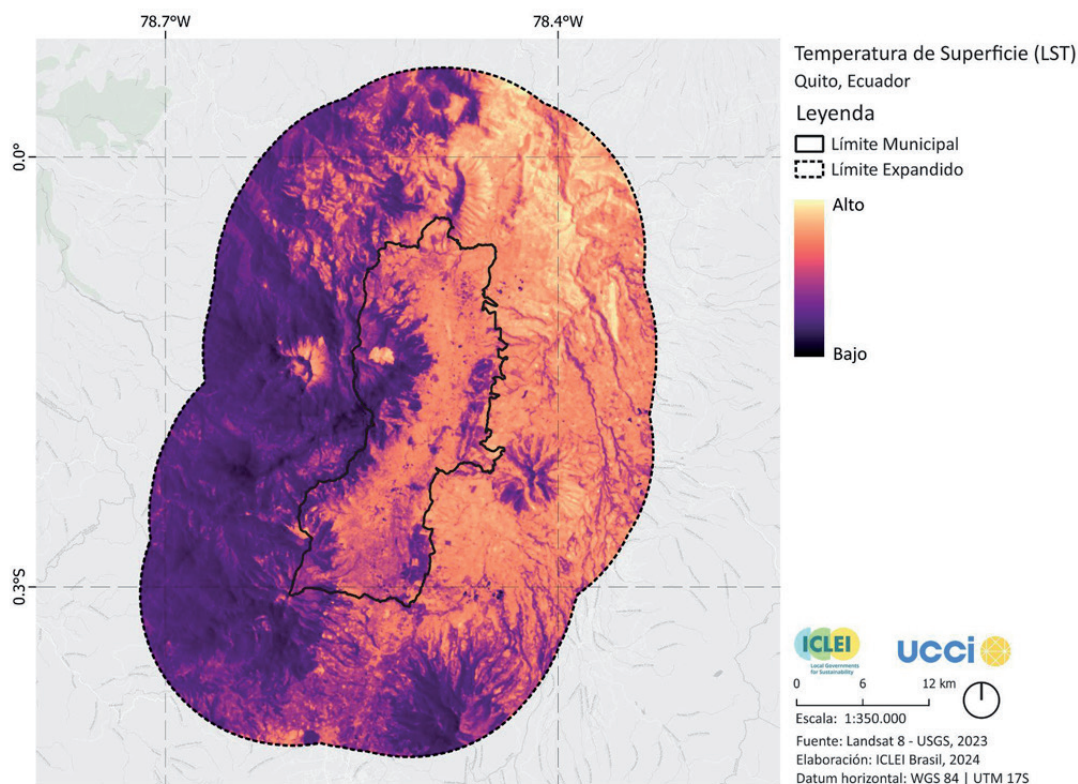 78.7°W
78.4°W
0.0°
0.3°S
Temperatura de Superficie (LST)
Quito, Ecuador
Leyenda
Límite Municipal
Límite Expandido
Alto
Bajo
ICLEI
Local Governments
for Sustainability
UCCi
0 6 12 km
Escala: 1:350.000
Fuente: Landsat 8 - USGS, 2023
Elaboración: ICLEI Brasil, 2024
Datum horizontal: WGS 84 | UTM 17S